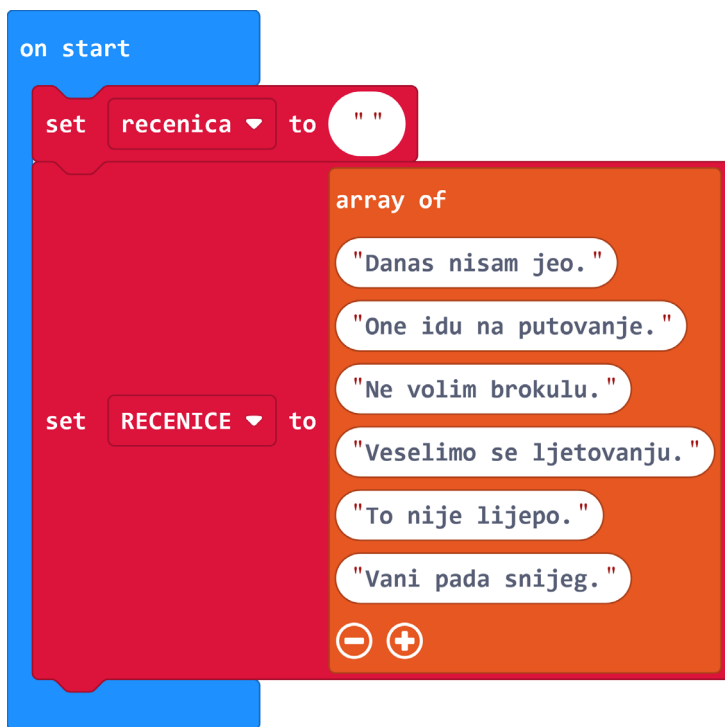 on start
set recenica to " "
array of
"Danas nisam jeo."
"One idu na putovanje."
"Ne volim brokulu."
set RECENICE to
"Veselimo se ljetovanju."
"To nije lijepo."
"Vani pada snijeg."